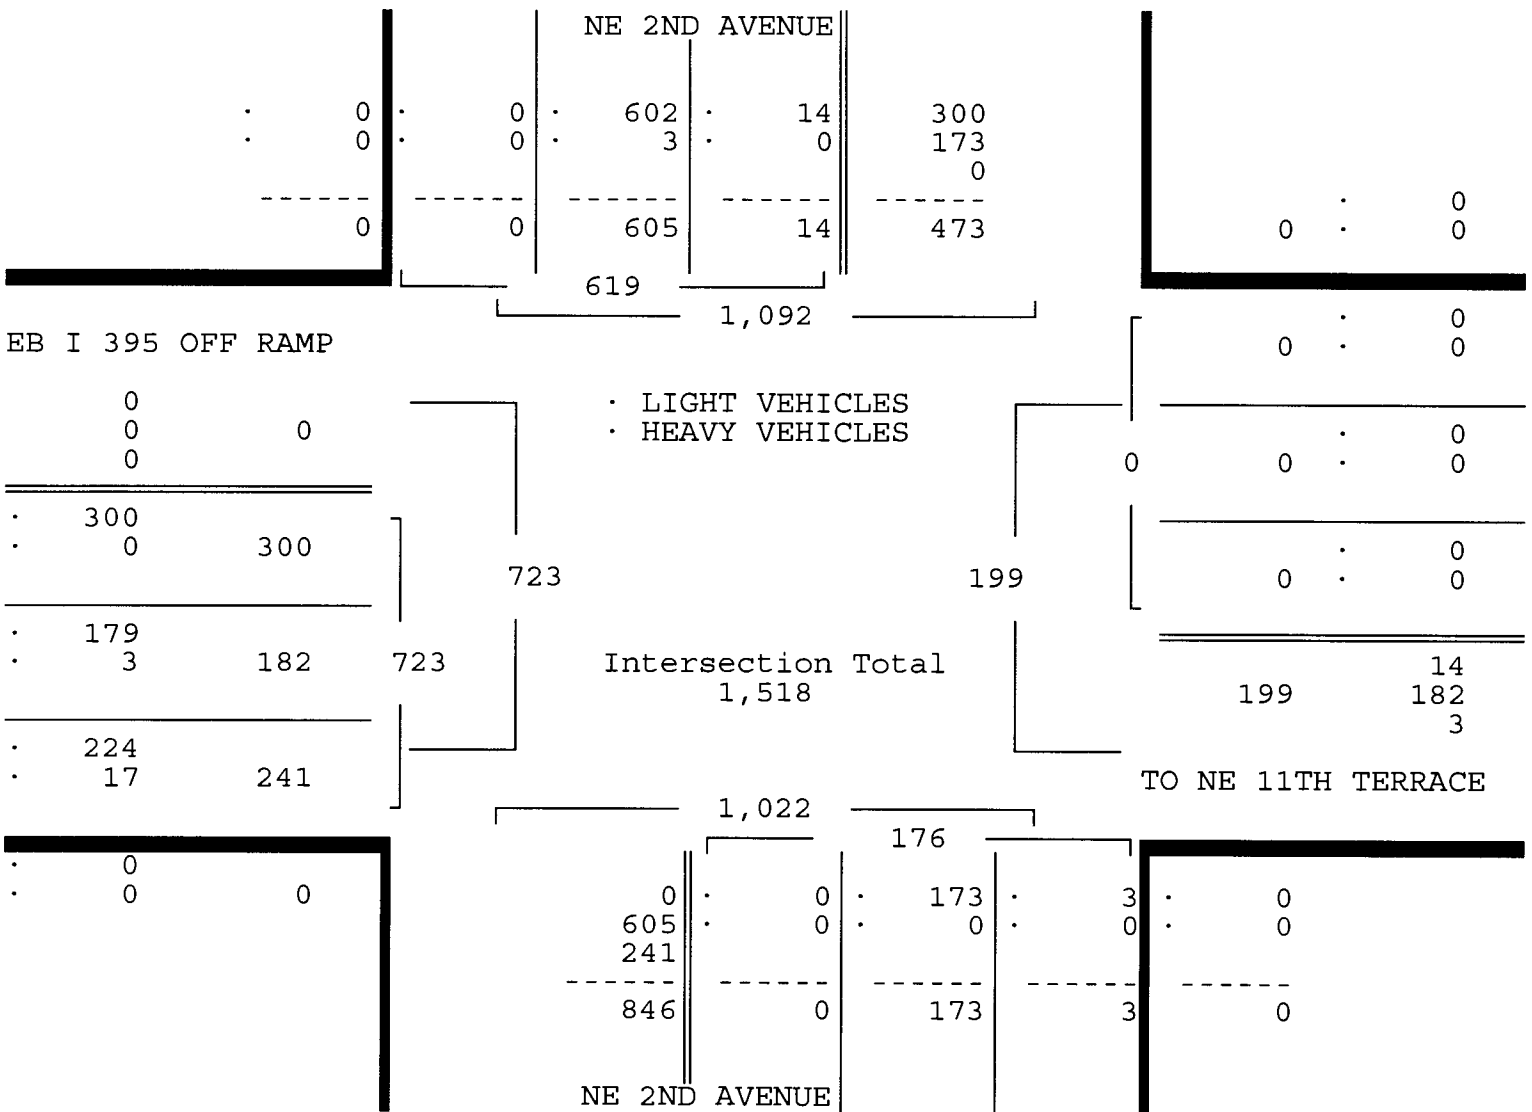 NE 2ND AVENUE
· 0 · 0 · 602 · 14 300
· 0 · 0 · 3 · 0 173
0
------ ------ ------ ------ ------
0 0 605 14 473
· 0
0 · 0
619
1,092
EB I 395 OFF RAMP
· 0
0 · 0
0
0 0
0
· LIGHT VEHICLES
· HEAVY VEHICLES
· 0
0 0 · 0
· 300
· 0 300
723
199
· 0
0 · 0
· 179
· 3 182 723
Intersection Total
1,518
14
199 182
3
· 224
· 17 241
TO NE 11TH TERRACE
1,022
176
· 0
· 0 0
0 · 0 · 173 · 3 · 0
605 · 0 · 0 · 0 · 0
241
------ ------ ------ ------ ------
846 0 173 3 0
NE 2ND AVENUE